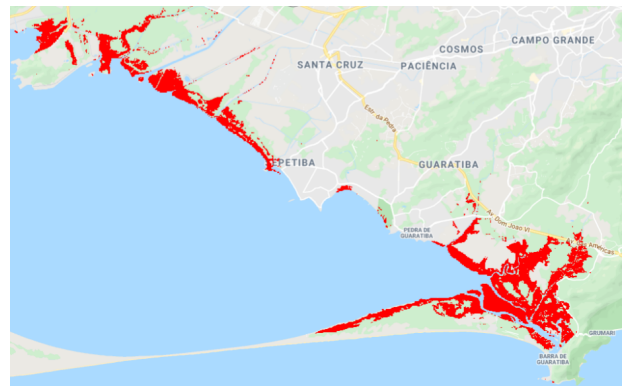 CAMPO GRANDE
COSMOS
SANTA CRUZ
PACIÊNCIA
Estr. da Pedra
SEPETIBA
GUARATIBA
Av. Dom João VI
PEDRA DE
GUARATIBA
Américas
GRUMARI
BARRA DE
GUARATIBA